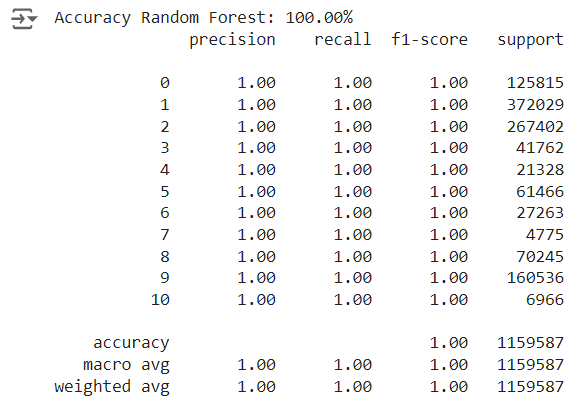 Accuracy Random Forest: 100.00%
precision recall f1-score support
0 1.00 1.00 1.00 125815
1 1.00 1.00 1.00 372029
2 1.00 1.00 1.00 267402
3 1.00 1.00 1.00 41762
4 1.00 1.00 1.00 21328
5 1.00 1.00 1.00 61466
6 1.00 1.00 1.00 27263
7 1.00 1.00 1.00 4775
8 1.00 1.00 1.00 70245
9 1.00 1.00 1.00 160536
10 1.00 1.00 1.00 6966
accuracy 1.00 1159587
macro avg 1.00 1.00 1.00 1159587
weighted avg 1.00 1.00 1.00 1159587